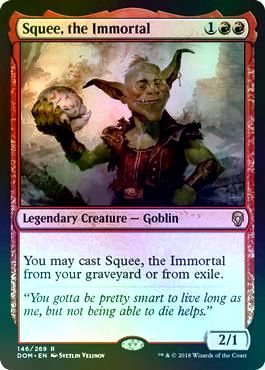 Squee, the Immortal 1
Legendary Creature — Goblin
You may cast Squee, the Immortal
from your graveyard or from exile.
“You gotta be pretty smart to live long as
me, but not being able to die helps.”
2/1
146/269 R
DOM • EN SVETLIN VELINOV
™ & © 2018 Wizards of the Coast